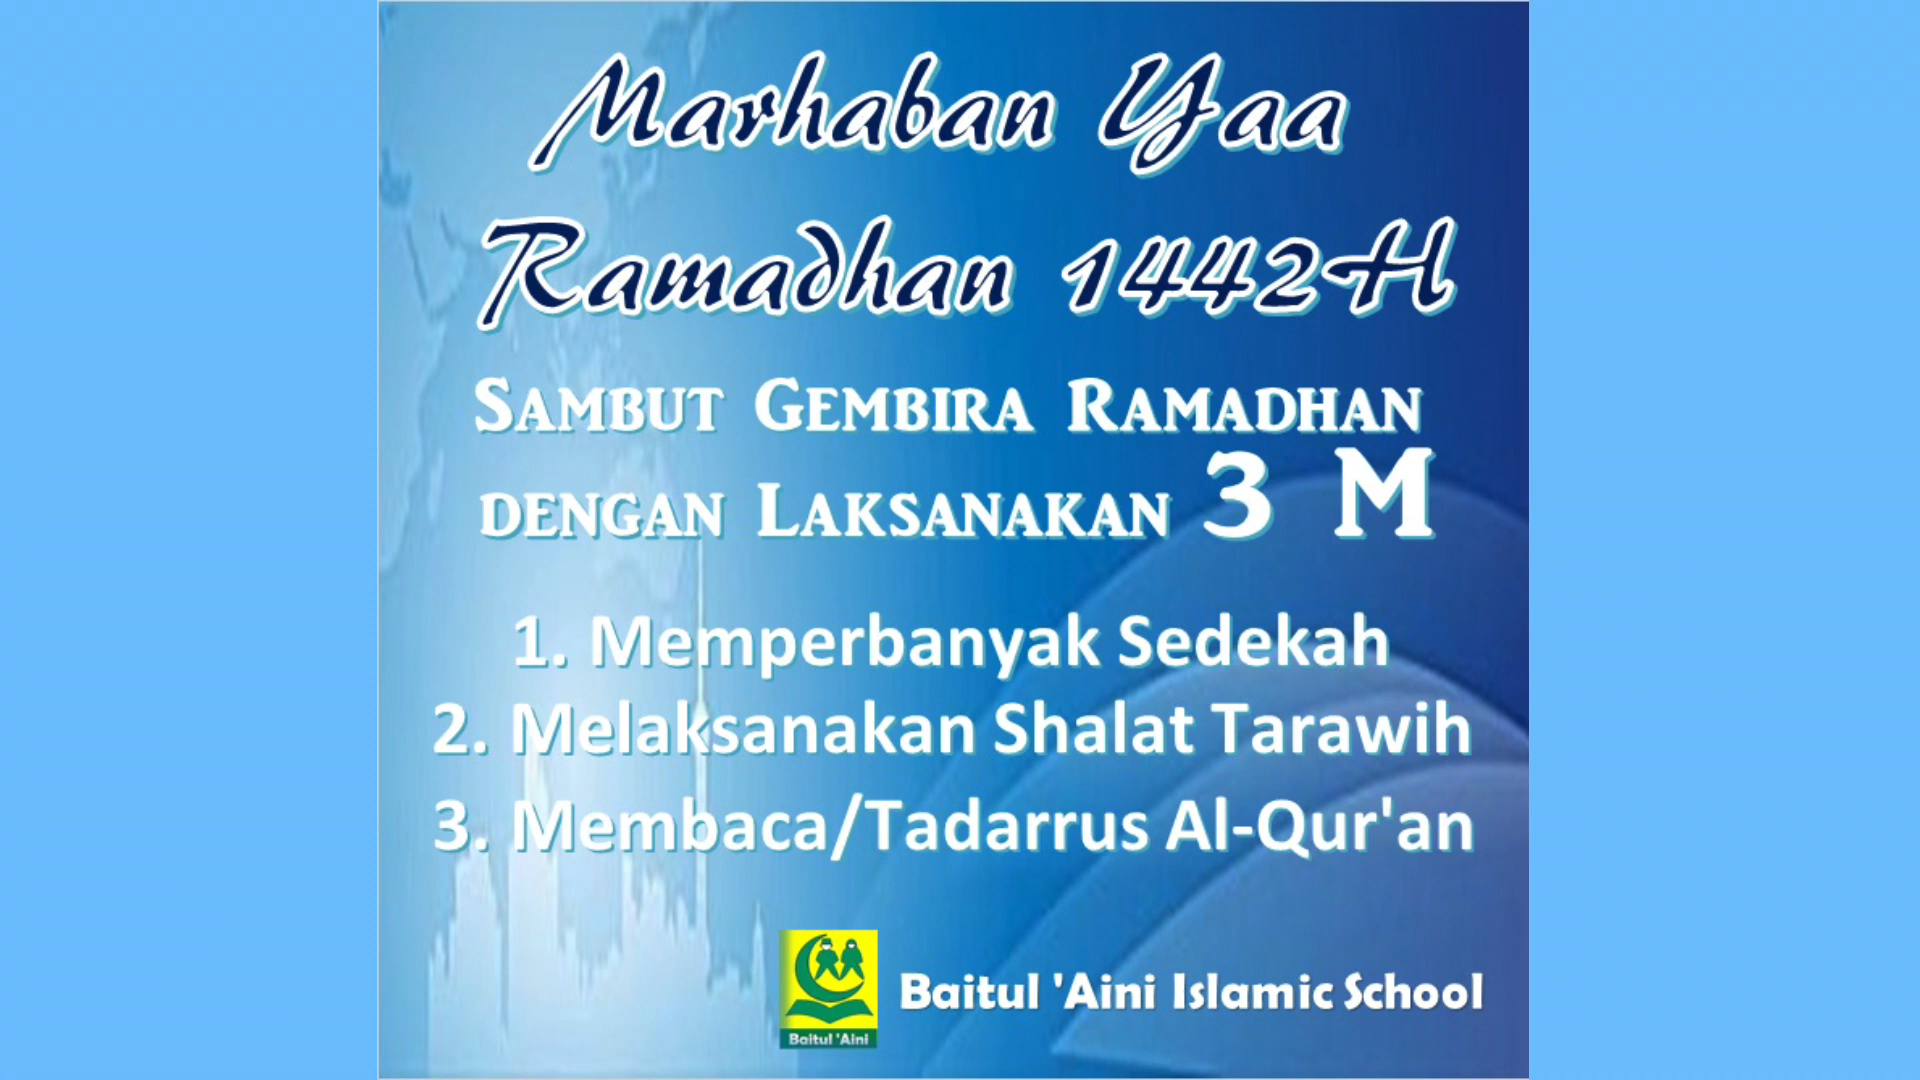 Marhaban Yaa
Ramadhan 1442H
Sambut Gembira Ramadhan
dengan Laksanakan 3 M
1. Memperbanyak Sedekah
2. Melaksanakan Shalat Tarawih
3. Membaca/Tadarrus Al-Qur'an
Baitul 'Aini Islamic School
Baitul 'Aini